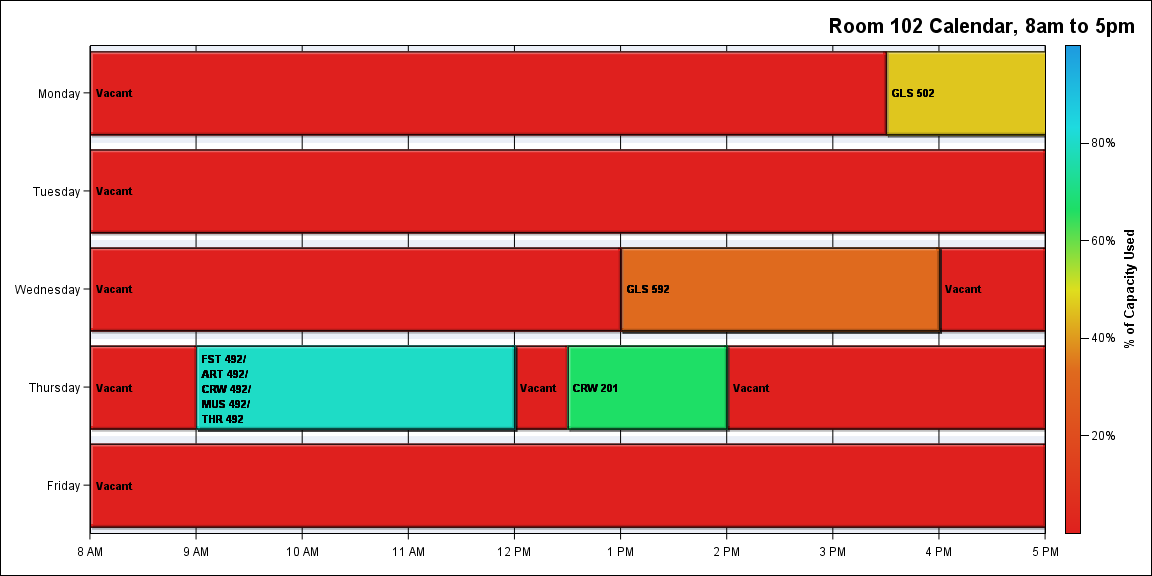 Room 102 Calendar, 8am to 5pm
Monday
Vacant
GLS 502
Tuesday
Vacant
Wednesday
Vacant
GLS 592
Vacant
Thursday
Vacant
FST 492/
ART 492/
CRW 492/
MUS 492/
THR 492
Vacant
CRW 201
Vacant
Friday
Vacant
8 AM
9 AM
10 AM
11 AM
12 PM
1 PM
2 PM
3 PM
4 PM
5 PM
80%
60%
40%
20%
% of Capacity Used